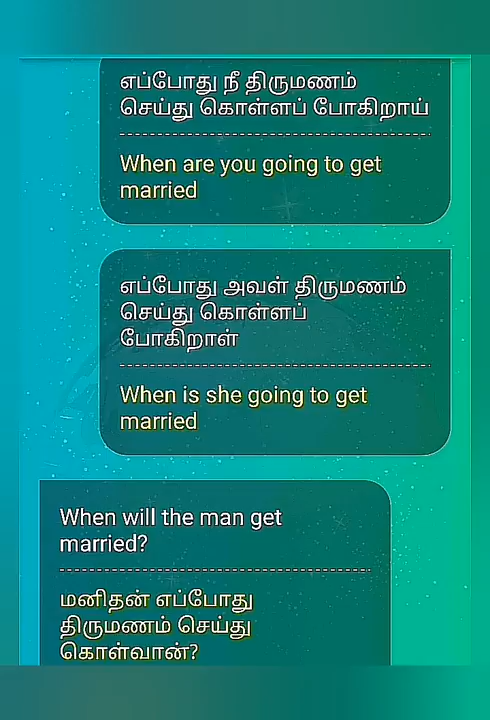 எப்போது நீ திருமணம்
செய்து கொள்ளப் போகிறாய்
When are you going to get
married
எப்போது அவள் திருமணம்
செய்து கொள்ளப்
போகிறாள்
When is she going to get
married
When will the man get
married?
மனிதன் எப்போது
திருமணம் செய்து
கொள்வான்?